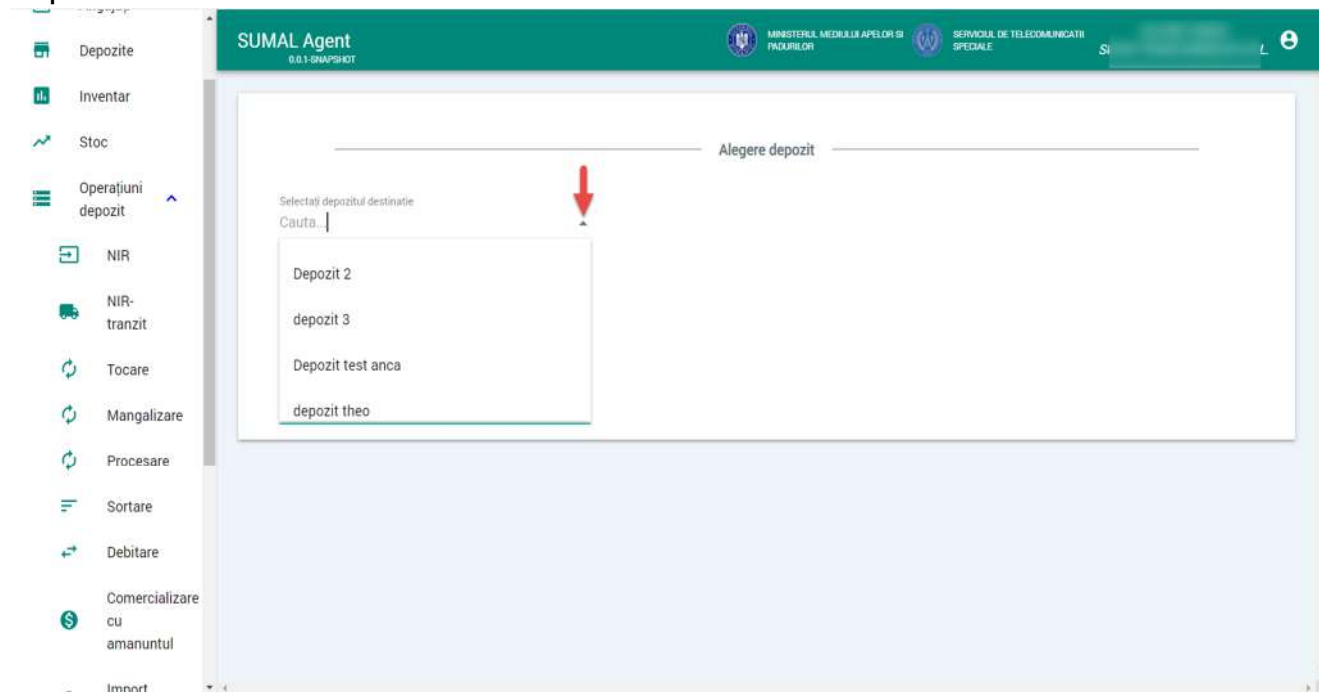 Depozite
Inventar
Stoc
Operațiuni
depozit
NIR
NIR-
tranzit
Tocare
Mangalizare
Procesare
Sortare
Debitare
Comercializare
cu
amanuntul
Import
SUMAL Agent
0.0.1-SNAPSHOT
MINISTERUL MEDIULUI APELOR SI
PADURILOR
SERVICIUL DE TELECOMUNICATII
SPECIALE
Alegere depozit
Selectați depozitul destinatie
Cauta...
Depozit 2
depozit 3
Depozit test anca
depozit theo